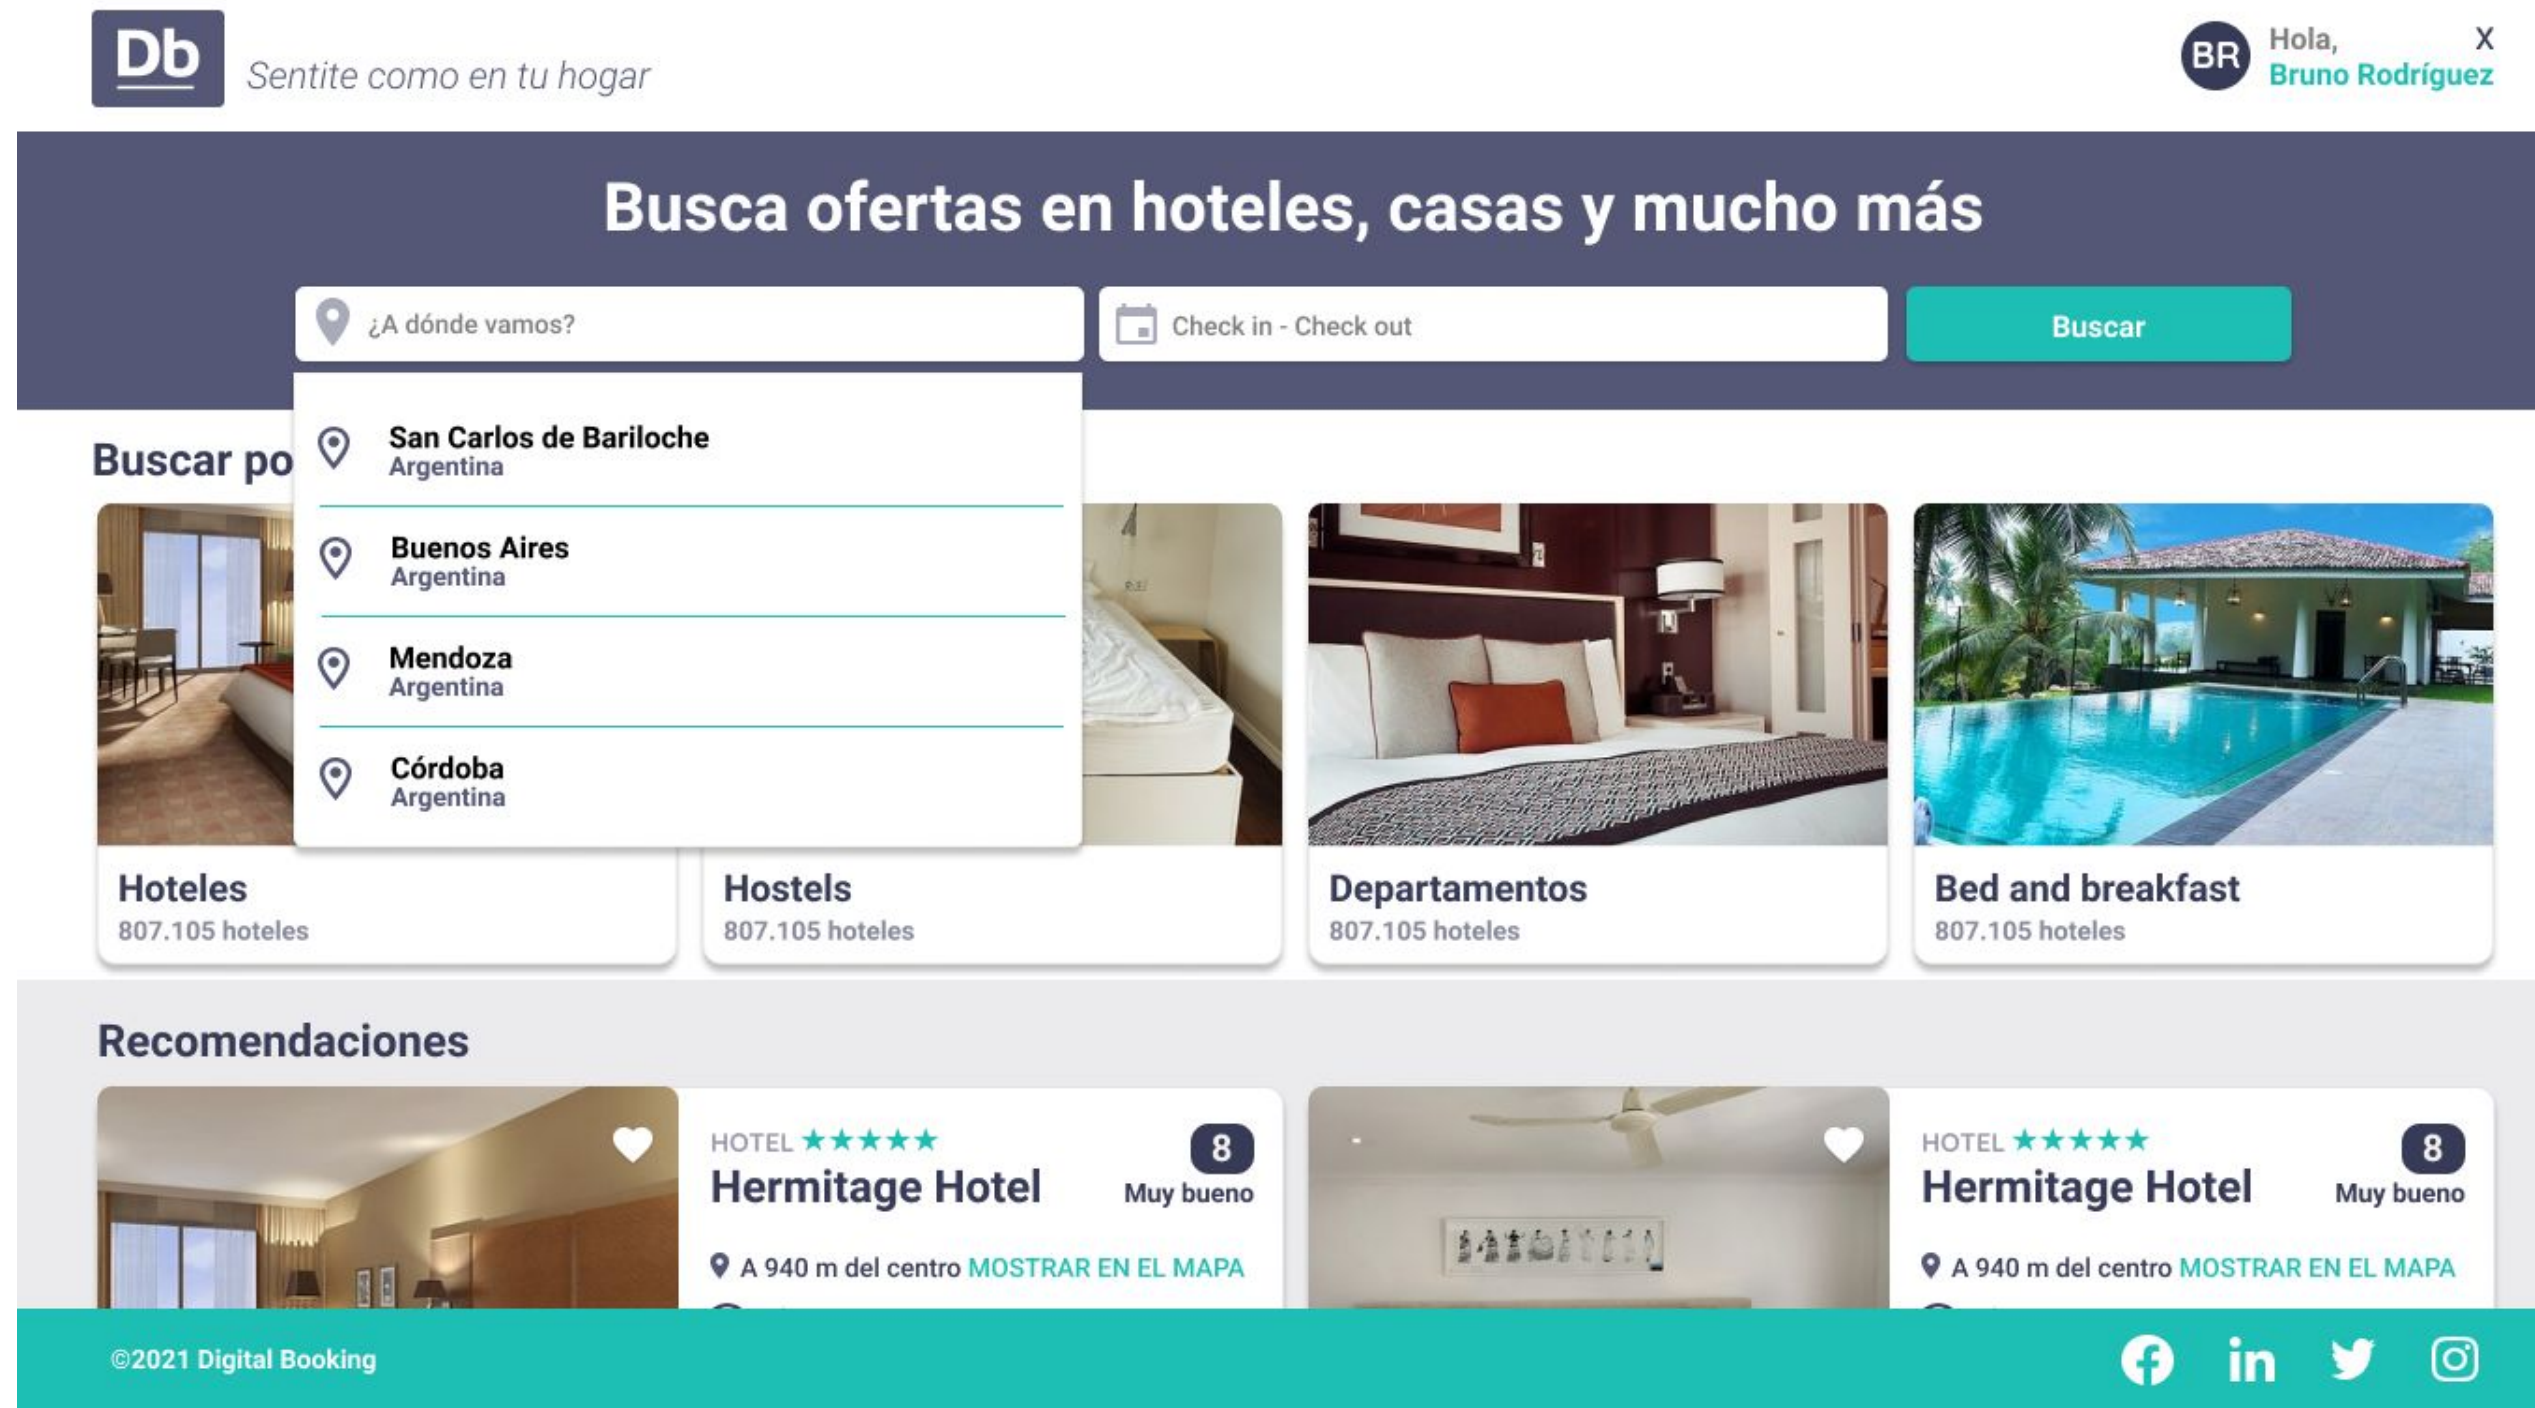 Db
Sentite como en tu hogar
BR
Hola,
X
Bruno Rodríguez
Busca ofertas en hoteles, casas y mucho más
¿A dónde vamos?
Check in - Check out
Buscar
Buscar po
San Carlos de Bariloche
Argentina
Buenos Aires
Argentina
Mendoza
Argentina
Córdoba
Argentina
Hoteles
807.105 hoteles
Hostels
807.105 hoteles
Departamentos
807.105 hoteles
Bed and breakfast
807.105 hoteles
Recomendaciones
HOTEL
8
Hermitage Hotel
Muy bueno
A 940 m del centro MOSTRAR EN EL MAPA
HOTEL
8
Hermitage Hotel
Muy bueno
A 940 m del centro MOSTRAR EN EL MAPA
©2021 Digital Booking